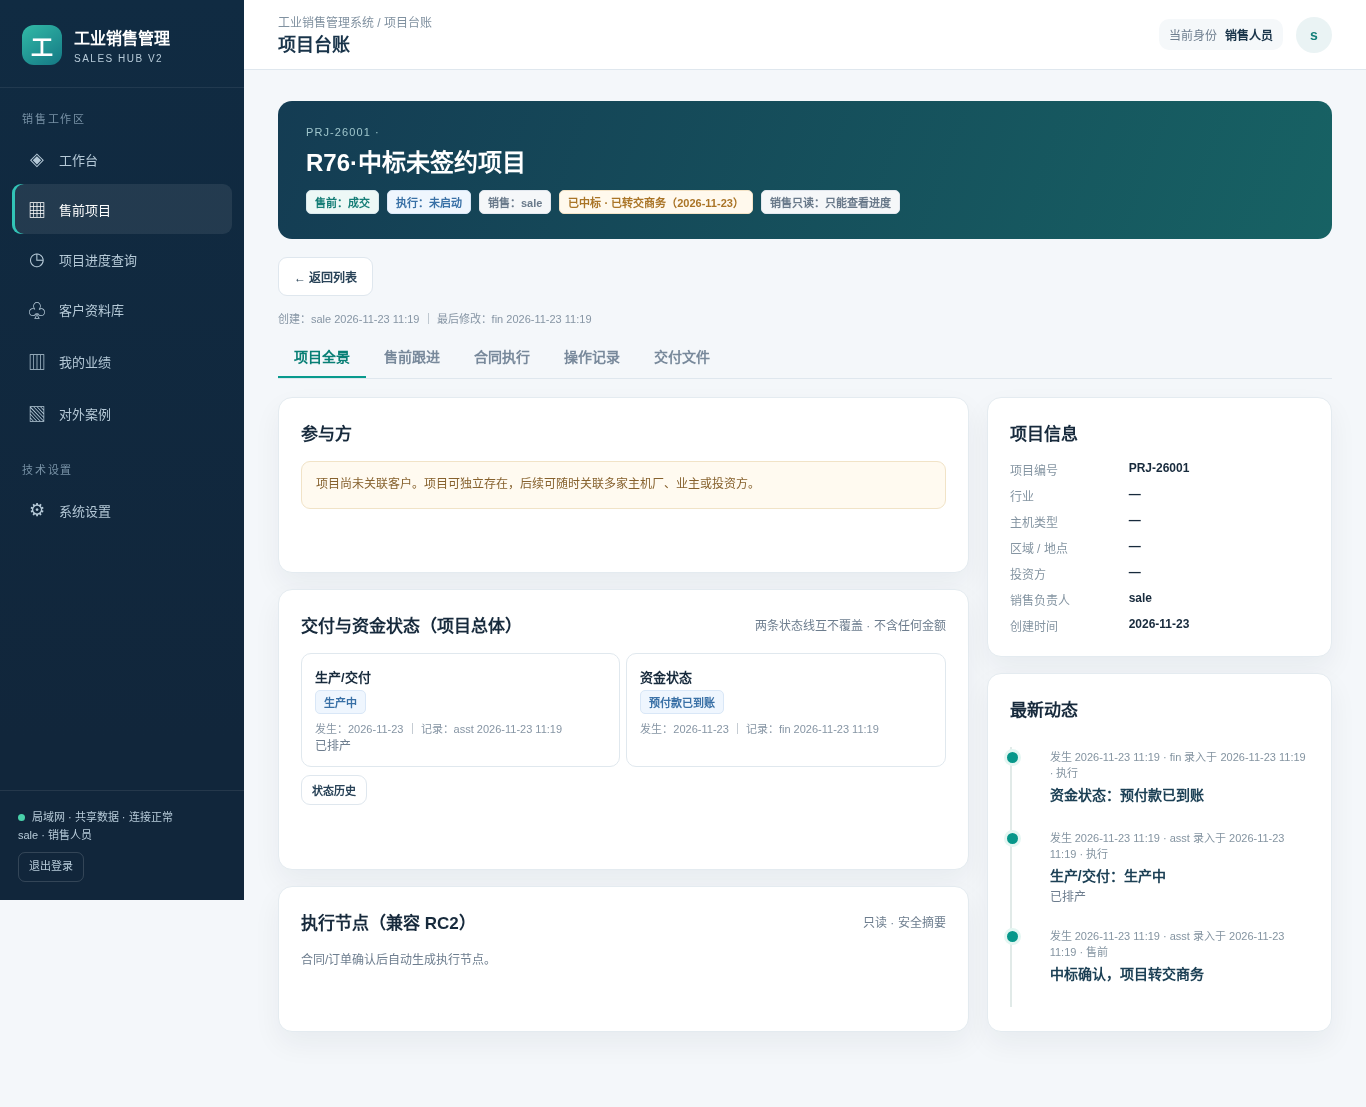 工
工业销售管理
SALES HUB V2
销售工作区
工作台
售前项目
项目进度查询
客户资料库
我的业绩
对外案例
技术设置
系统设置
局域网 · 共享数据 · 连接正常
sale · 销售人员
退出登录
工业销售管理系统 / 项目台账
项目台账
当前身份 销售人员
s
PRJ-26001 ·
R76·中标未签约项目
售前：成交
执行：未启动
销售：sale
已中标 · 已转交商务（2026-11-23）
销售只读：只能查看进度
← 返回列表
创建：sale 2026-11-23 11:19 ｜ 最后修改：fin 2026-11-23 11:19
项目全景
售前跟进
合同执行
操作记录
交付文件
参与方
项目尚未关联客户。项目可独立存在，后续可随时关联多家主机厂、业主或投资方。
交付与资金状态（项目总体）
两条状态线互不覆盖 · 不含任何金额
生产/交付
生产中
发生：2026-11-23 ｜ 记录：asst 2026-11-23 11:19
已排产
资金状态
预付款已到账
发生：2026-11-23 ｜ 记录：fin 2026-11-23 11:19
状态历史
执行节点（兼容 RC2）
只读 · 安全摘要
合同/订单确认后自动生成执行节点。
项目信息
项目编号 PRJ-26001
行业 —
主机类型 —
区域 / 地点 —
投资方 —
销售负责人 sale
创建时间 2026-11-23
最新动态
发生 2026-11-23 11:19 · fin 录入于 2026-11-23 11:19
· 执行
资金状态：预付款已到账
发生 2026-11-23 11:19 · asst 录入于 2026-11-23
11:19 · 执行
生产/交付：生产中
已排产
发生 2026-11-23 11:19 · asst 录入于 2026-11-23
11:19 · 售前
中标确认，项目转交商务